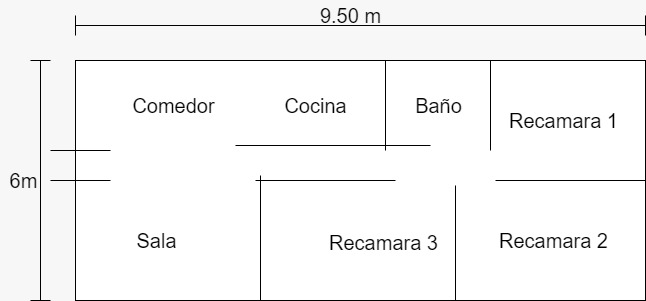 9.50 m
Comedor
Cocina
Baño
Recamara 1
6m
Sala
Recamara 3
Recamara 2